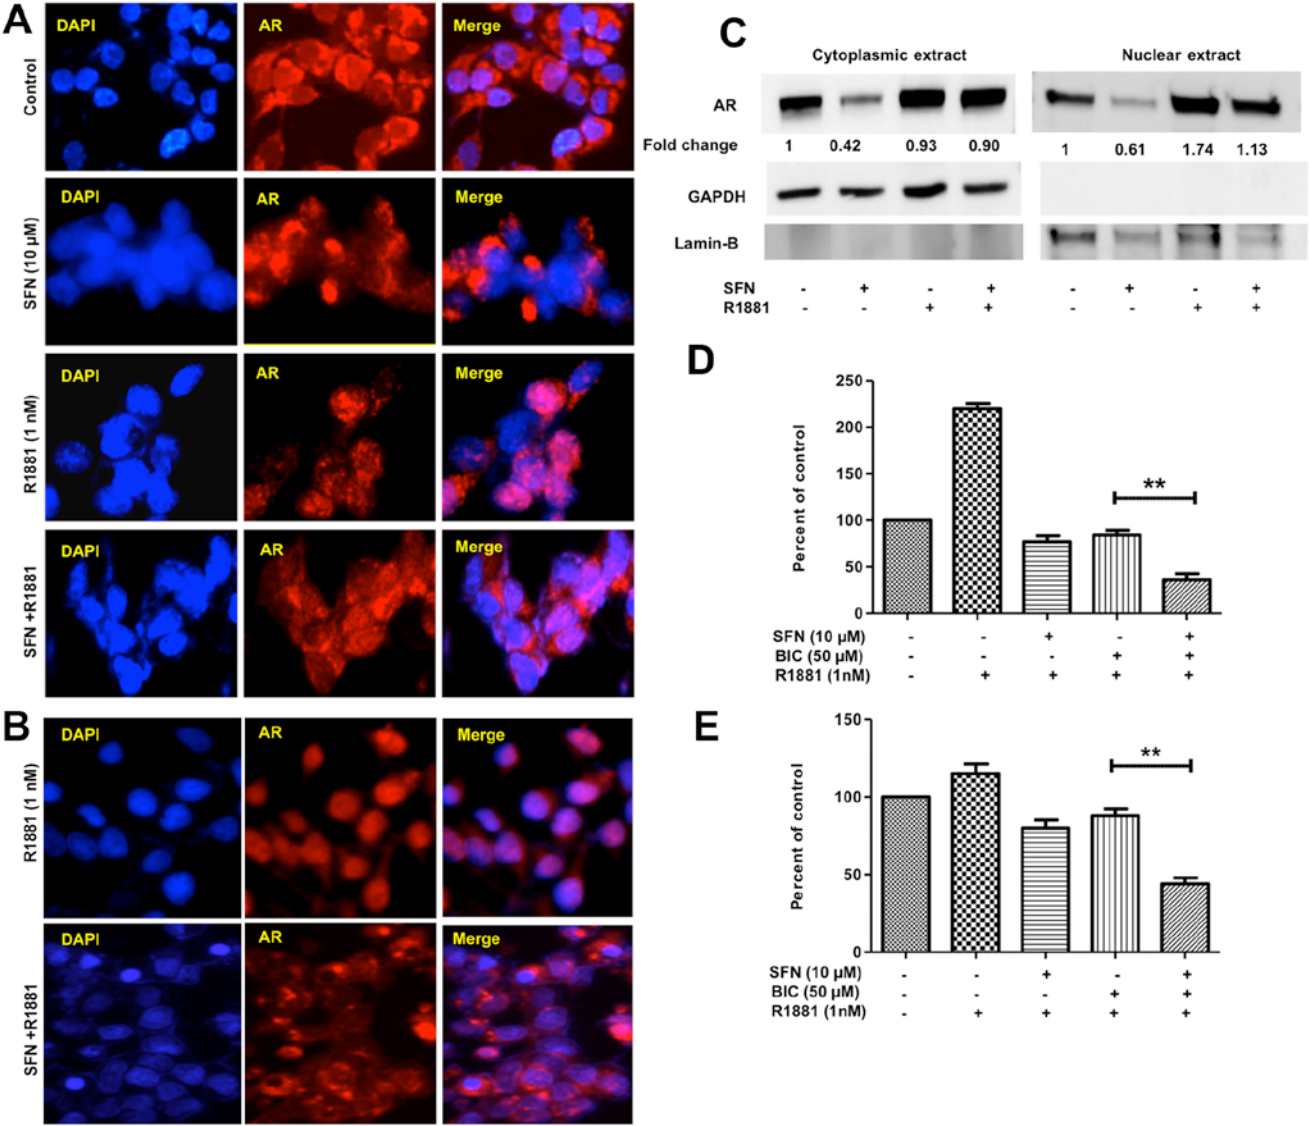 A
DAPI AR Merge
Control
DAPI AR Merge
SFN (10 µM)
DAPI AR Merge
R1881 (1 nM)
DAPI AR Merge
SFN +R1881
B
DAPI AR Merge
R1881 (1 nM)
DAPI AR Merge
SFN +R1881
C
Cytoplasmic extract Nuclear extract
AR
Fold change 1 0.42 0.93 0.90 1 0.61 1.74 1.13
GAPDH
Lamin-B
SFN - + - + - + - +
R1881 - - + + - - + +
D
Percent of control
250
200
150
100
50
0
**
SFN (10 µM) - - + - +
BIC (50 µM) - - - + +
R1881 (1nM) - + + + +
E
Percent of control
150
100
50
0
**
SFN (10 µM) - - + - +
BIC (50 µM) - - - + +
R1881 (1nM) - + + + +